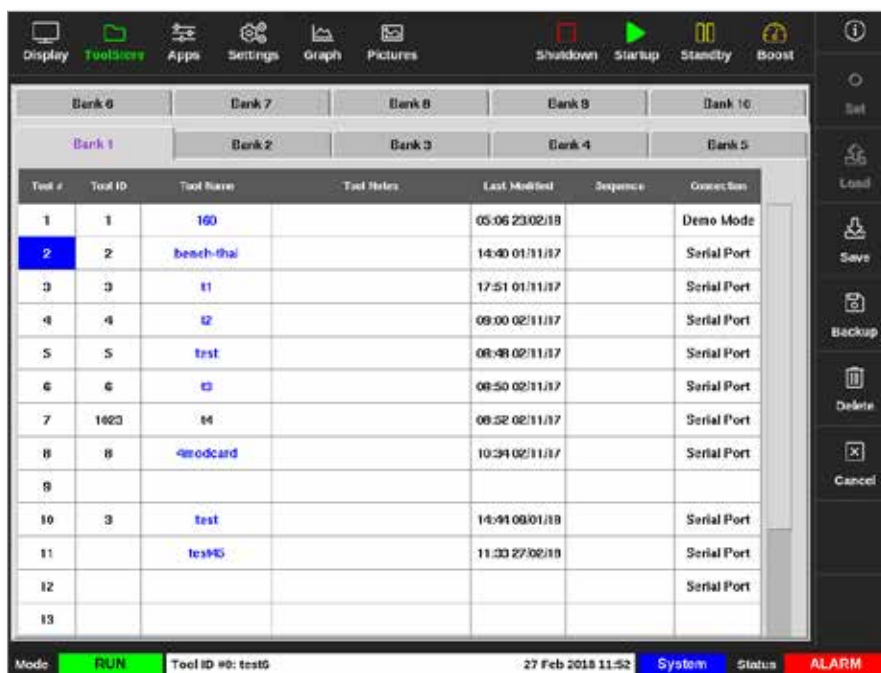 Display ToolStore Apps Settings Graph Pictures Shutdown Startup Standby Boost
Bank 6 Bank 7 Bank 8 Bank 9 Bank 10
Set
Bank 1 Bank 2 Bank 3 Bank 4 Bank 5
Load
Tool # Tool ID Tool Name Tool Notes Last Modified Sequence Connection
1 1 160 05:06 23/02/18 Demo Mode
2 2 bench-thai 14:40 01/11/17 Serial Port
Save
3 3 t1 17:51 01/11/17 Serial Port
4 4 t2 09:00 02/11/17 Serial Port
Backup
5 5 test 08:48 02/11/17 Serial Port
6 6 t3 08:50 02/11/17 Serial Port
Delete
7 1623 t4 08:52 02/11/17 Serial Port
8 8 4modcard 10:34 02/11/17 Serial Port
Cancel
9
10 3 test Serial Port
11 test45 11:33 27/02/18 Serial Port
12 Serial Port
13
Mode RUN Tool ID #0: test6 27 Feb 2018 11:52 System Status ALARM